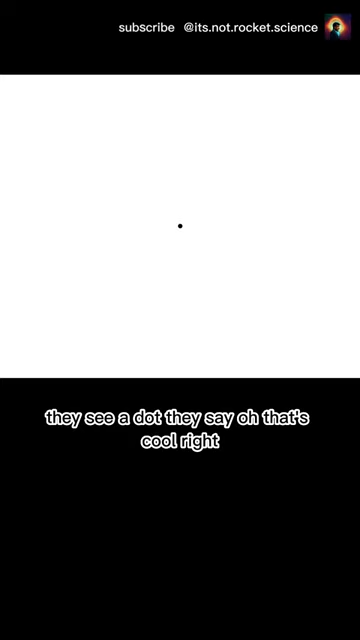 subscribe @its.not.rocket.science
they see a dot they say oh that's
cool right